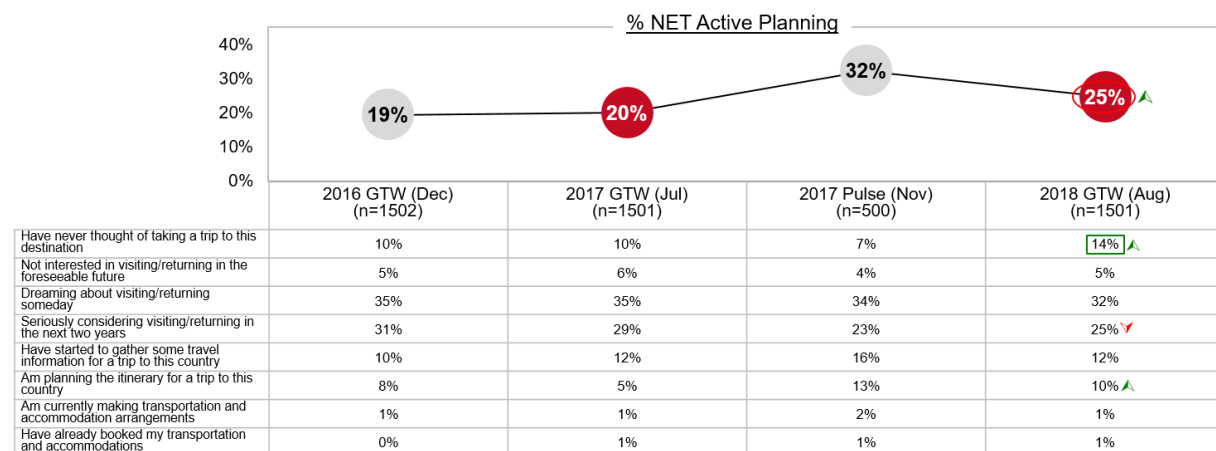 % NET Active Planning
40%
30%
20%
10%
0%
19%
20%
32%
25%
2016 GTW (Dec)
(n=1502)
2017 GTW (Jul)
(n=1501)
2017 Pulse (Nov)
(n=500)
2018 GTW (Aug)
(n=1501)
Have never thought of taking a trip to this
destination
10% 10% 7% 14%
Not interested in visiting/returning in the
foreseeable future
5% 6% 4% 5%
Dreaming about visiting/returning
someday
35% 35% 34% 32%
Seriously considering visiting/returning in
the next two years
31% 29% 23% 25%
Have started to gather some travel
information for a trip to this country
10% 12% 16% 12%
Am planning the itinerary for a trip to this
country
8% 5% 13% 10%
Am currently making transportation and
accommodation arrangements
1% 1% 2% 1%
Have already booked my transportation
and accommodations
0% 1% 1% 1%